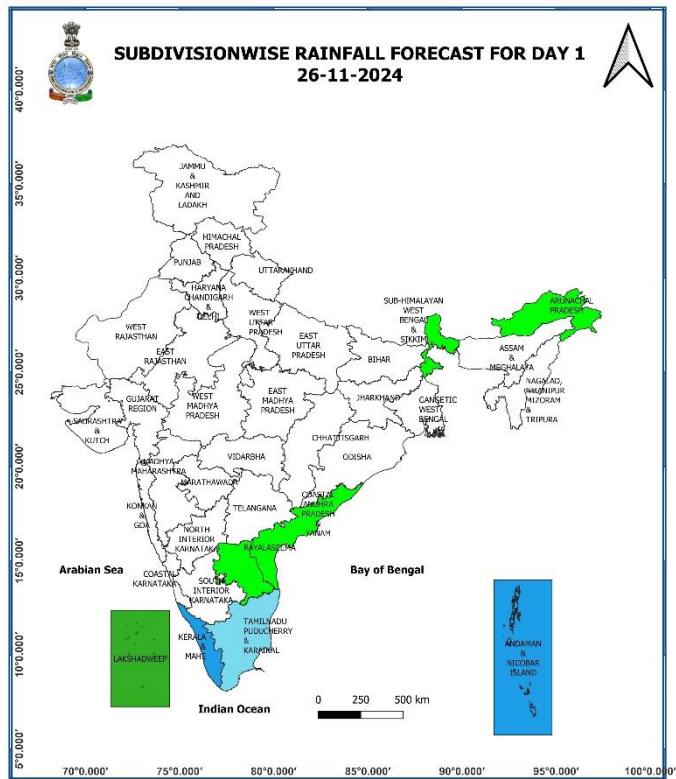 SUBDIVISIONWISE RAINFALL FORECAST FOR DAY 1
26-11-2024
40°0.000'
35°0.000'
30°0.000'
25°0.000'
20°0.000'
15°0.000'
10°0.000'
5°0.000'
JAMMU
&
KASHMIR
AND
LADAKH
HIMACHAL
PRADESH
PUNJAB
UTTARAKHAND
HARYANA
CHANDIGARH
&
DELHI
WEST
RAJASTHAN
EAST
RAJASTHAN
WEST
UTTAR
PRADESH
EAST
UTTAR
PRADESH
SUB-HIMALAYAN
WEST
BENGAL
&
SIKKIM
ARUNACHAL
PRADESH
ASSAM
&
MEGHALAYA
NAGALAD,
MANIPUR
MIZORAM
&
TRIPURA
BIHAR
JHARKHAND
GANGETIC
WEST
BENGAL
GUJARAT
REGION
SAURASHTRA
&
KUTCH
WEST
MADHYA
PRADESH
EAST
MADHYA
PRADESH
CHHATTISGARH
ODISHA
VIDARBHA
MADHYA
MAHARASHTRA
MARATHAWADA
KONKAN
&
GOA
TELANGANA
COASTAL
ANDHRA
PRADESH
&
YANAM
NORTH
INTERIOR
KARNATAKA
RAYALASEEMA
COASTAL
KARNATAKA
SOUTH
INTERIOR
KARNATAKA
Arabian Sea
Bay of Bengal
LAKSHADWEEP
KERALA
&
MAHE
TAMILNADU
PUDUCHERRY
&
KARAIKAL
ANDAMAN
&
NICOBAR
ISLAND
Indian Ocean
0 250 500 km
70°0.000' 75°0.000' 80°0.000' 85°0.000' 90°0.000' 95°0.000' 100°0.000'